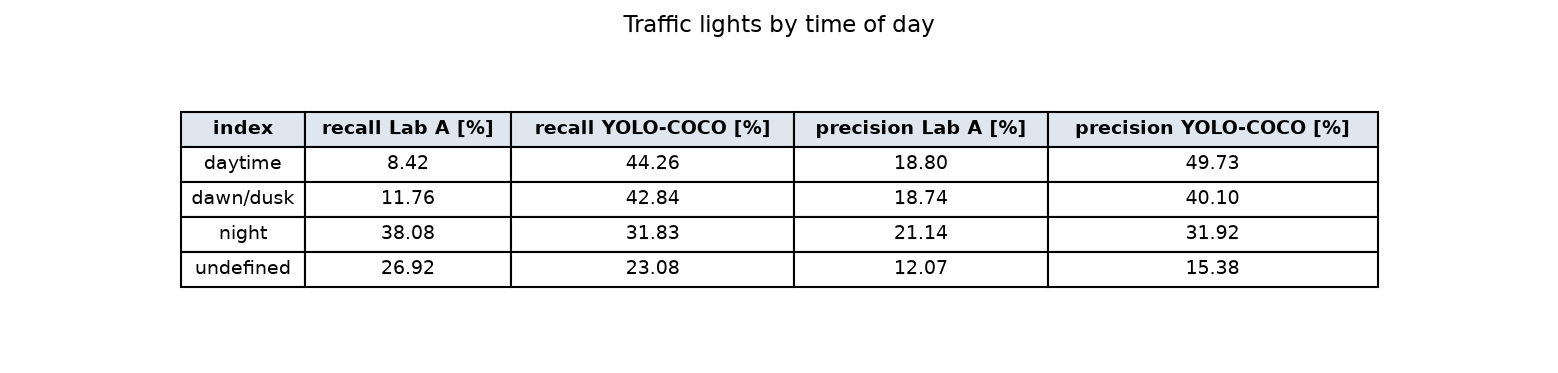 Traffic lights by time of day
index recall Lab A [%] recall YOLO-COCO [%] precision Lab A [%] precision YOLO-COCO [%]
daytime 8.42 44.26 18.80 49.73
dawn/dusk 11.76 42.84 18.74 40.10
night 38.08 31.83 21.14 31.92
undefined 26.92 23.08 12.07 15.38